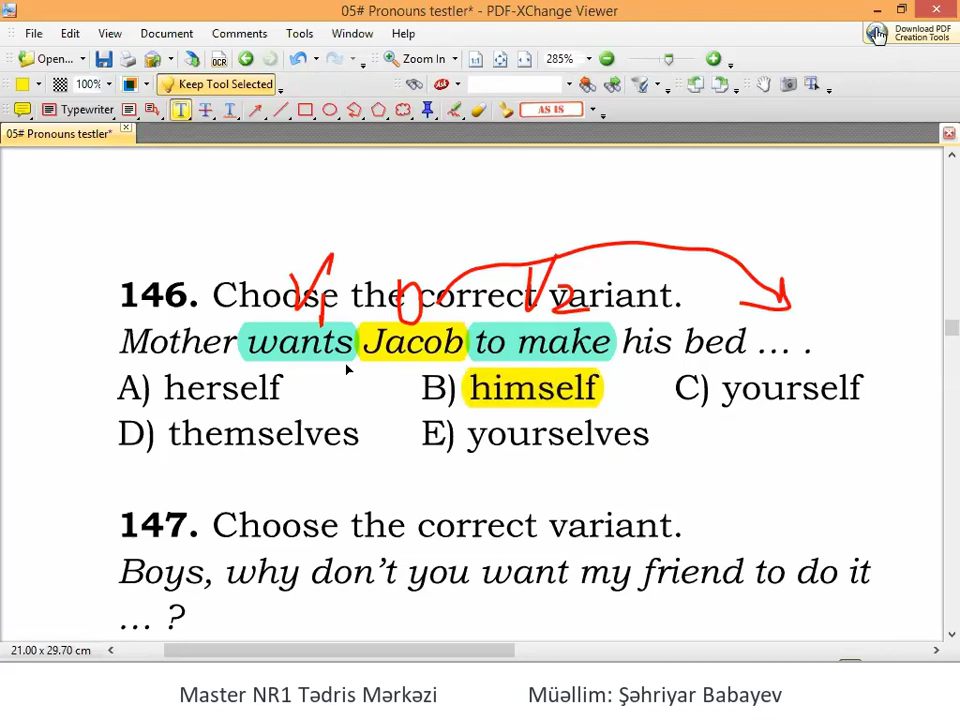 05# Pronouns testler* - PDF-XChange Viewer
File Edit View Document Comments Tools Window Help
Download PDF Creation Tools
Open... OCR Zoom In 285%
100% Keep Tool Selected
Typewriter T T T AS IS
05# Pronouns testler*
V1 O V2
146. Choose the correct variant.
Mother wants Jacob to make his bed ... .
A) herself B) himself C) yourself
D) themselves E) yourselves
147. Choose the correct variant.
Boys, why don't you want my friend to do it
... ?
21.00 x 29.70 cm
Master NR1 Tədris Mərkəzi Müəllim: Şəhriyar Babayev